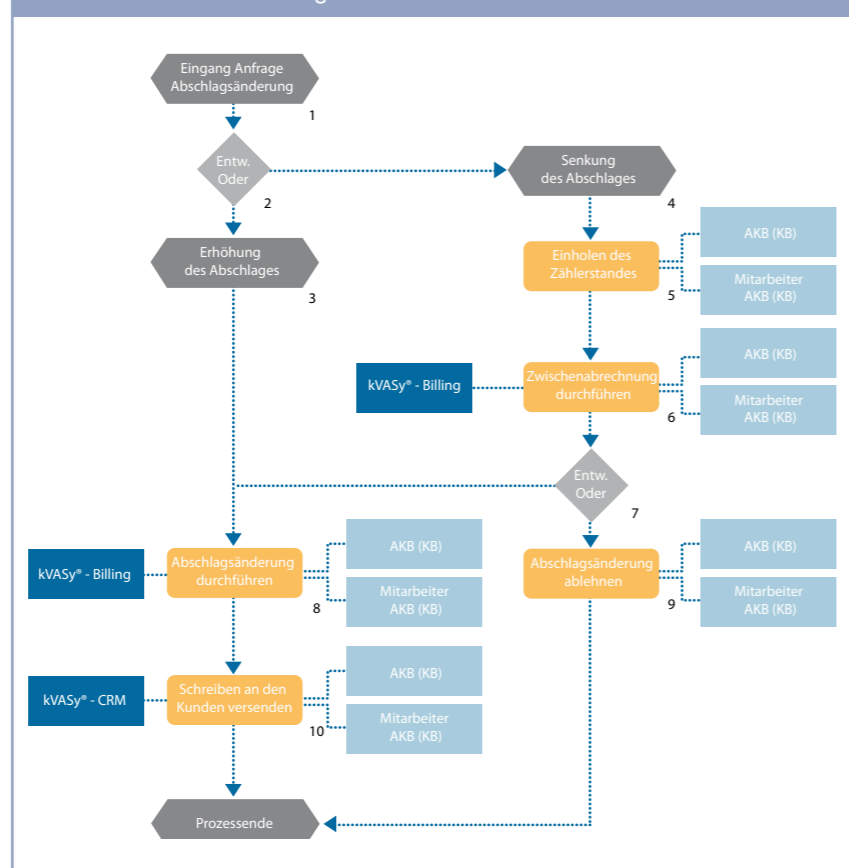 Eingang Anfrage
Abschlagsänderung
1
Entw.
Oder
2
Senkung
des Abschlages
4
Erhöhung
des Abschlages
3
Einholen des
Zählerstandes
5
AKB (KB)
Mitarbeiter
AKB (KB)
kVASy® - Billing
Zwischenabrechnung
durchführen
6
AKB (KB)
Mitarbeiter
AKB (KB)
Entw.
Oder
7
kVASy® - Billing
Abschlagsänderung
durchführen
8
AKB (KB)
Mitarbeiter
AKB (KB)
Abschlagsänderung
ablehnen
9
AKB (KB)
Mitarbeiter
AKB (KB)
kVASy® - CRM
Schreiben an den
Kunden versenden
10
AKB (KB)
Mitarbeiter
AKB (KB)
Prozessende